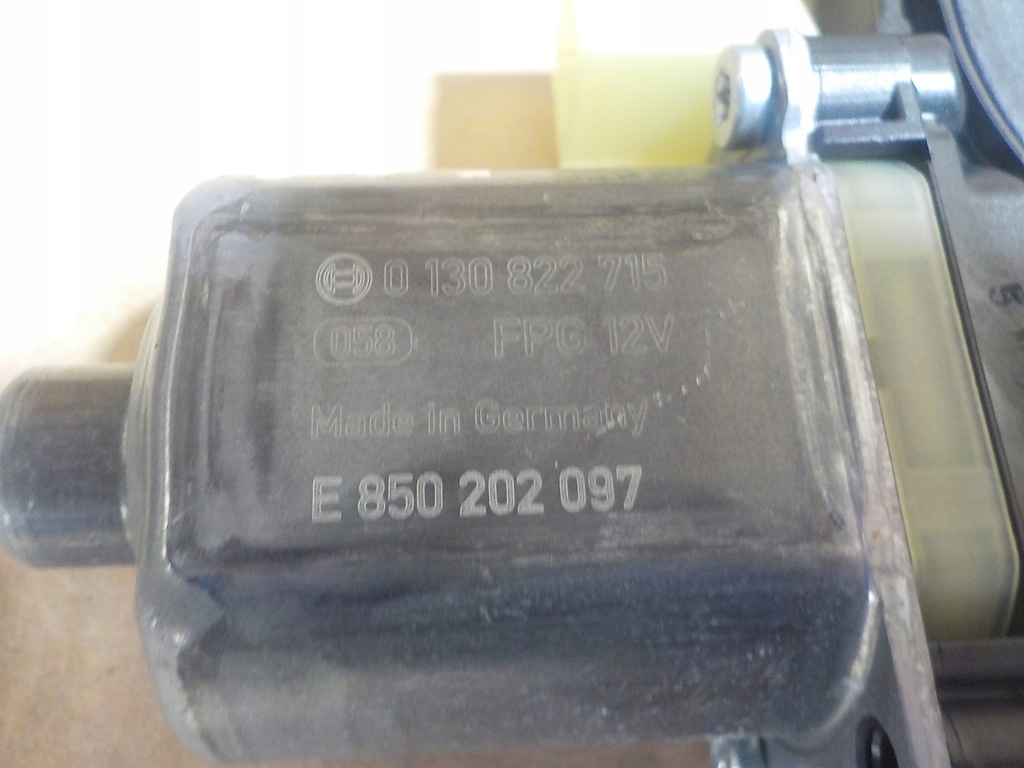 0 130 822 715
058 FPG 12V
Made in Germany
E 850 202 097